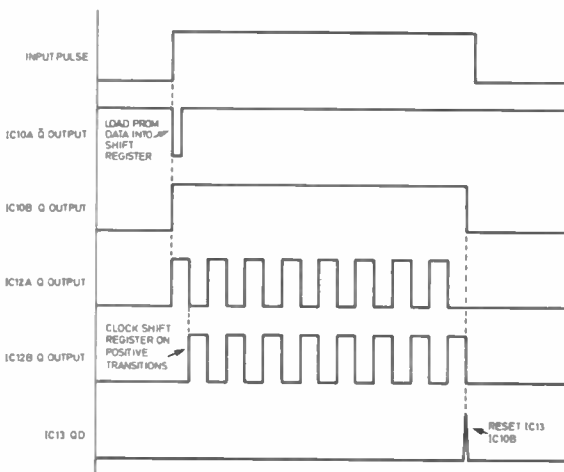 INPUT PULSE
IC10A Q̄ OUTPUT
LOAD PROM
DATA INTO
SHIFT
REGISTER
IC10B Q OUTPUT
IC12A Q OUTPUT
CLOCK SHIFT
REGISTER ON
POSITIVE
TRANSITIONS
IC12B Q OUTPUT
IC13 QD
RESET IC13
IC10B